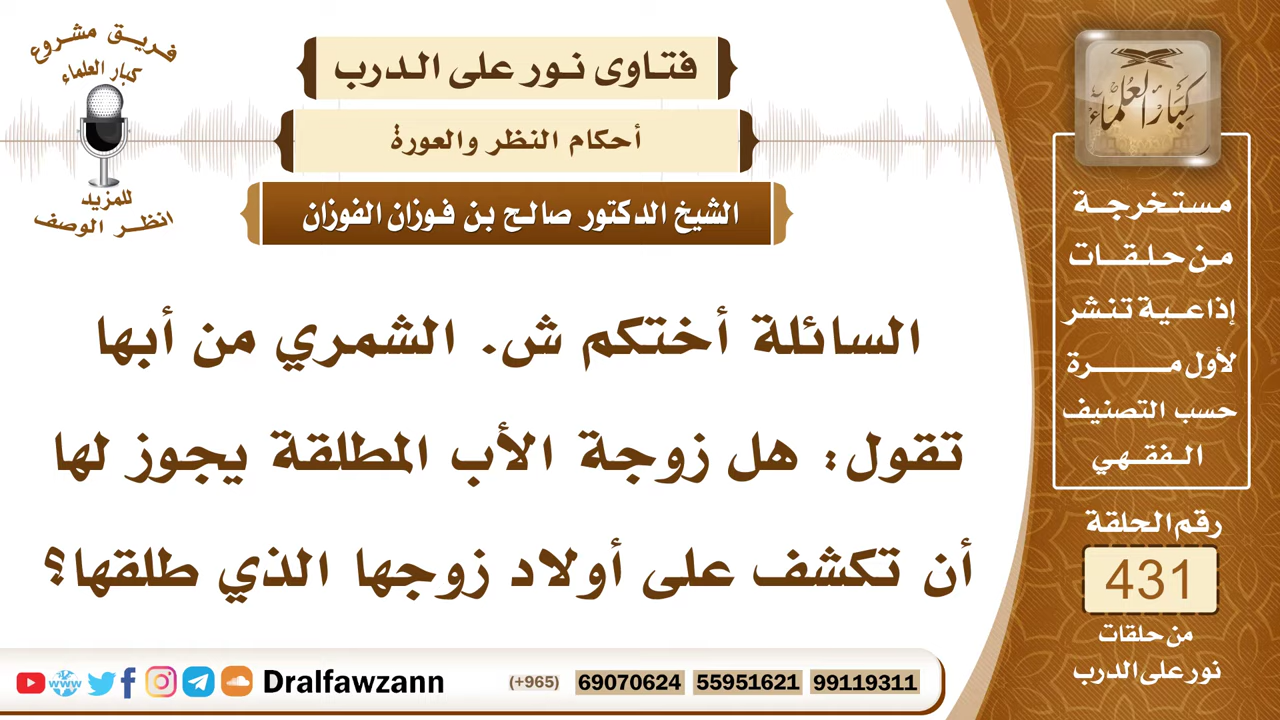 فريق مشروع
كبار العلماء
للمزيد
انظر الوصف
فتاوى نور على الدرب
أحكام النظر والعورة
الشيخ الدكتور صالح بن فوزان الفوزان
السائلة أختكم ش. الشمري من أبها
تقول: هل زوجة الأب المطلقة يجوز لها
أن تكشف على أولاد زوجها الذي طلقها؟
كبار العلماء
مستخرجة
من حلقات
إذاعية تنشر
لأول مرة
حسب التصنيف
الفقهي
رقم الحلقة
431
من حلقات
نور على الدرب
www Dralfawzann (+965) 69070624 55951621 99119311